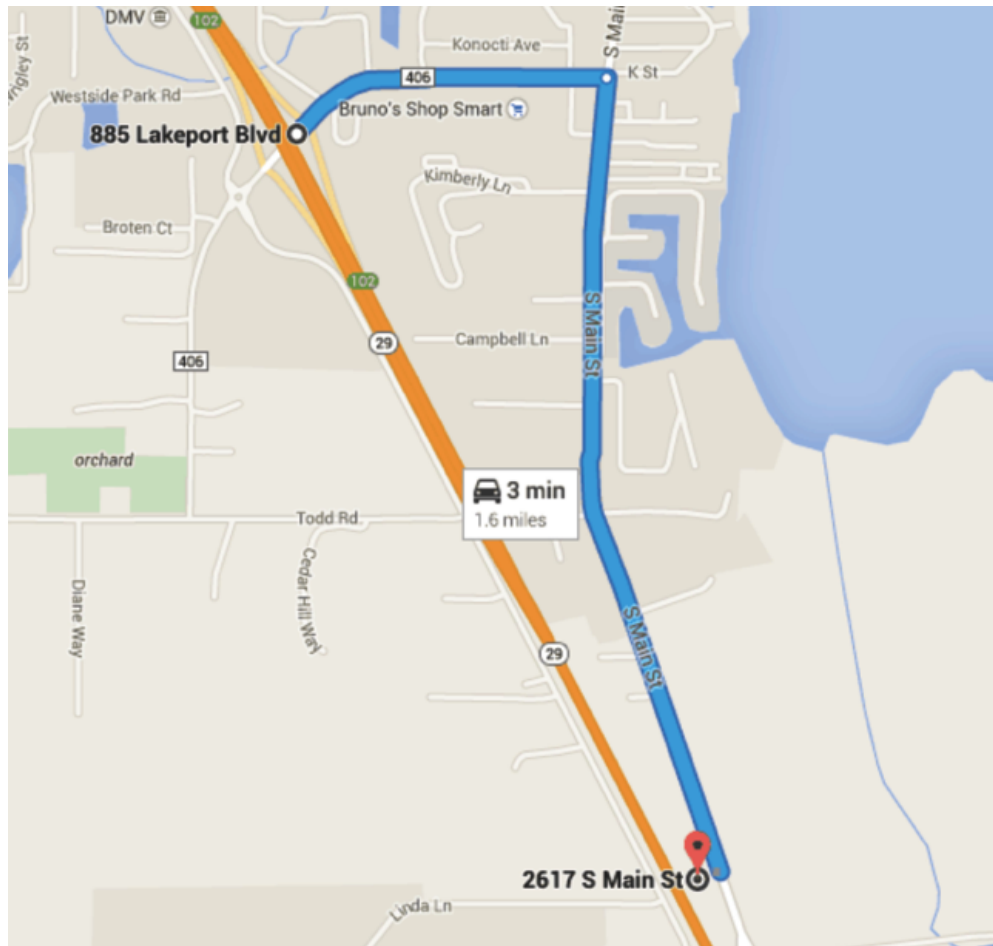 DMV
102
S Mai
Konocti Ave
K St
406
Westside Park Rd
Bruno's Shop Smart
885 Lakeport Blvd
Kimberly Ln
Broten Ct
102
S Main St
29
Campbell Ln
406
orchard
3 min
1.6 miles
Todd Rd
Cedar Hill Way
Diane Way
S Main St
29
2617 S Main St
Linda Ln